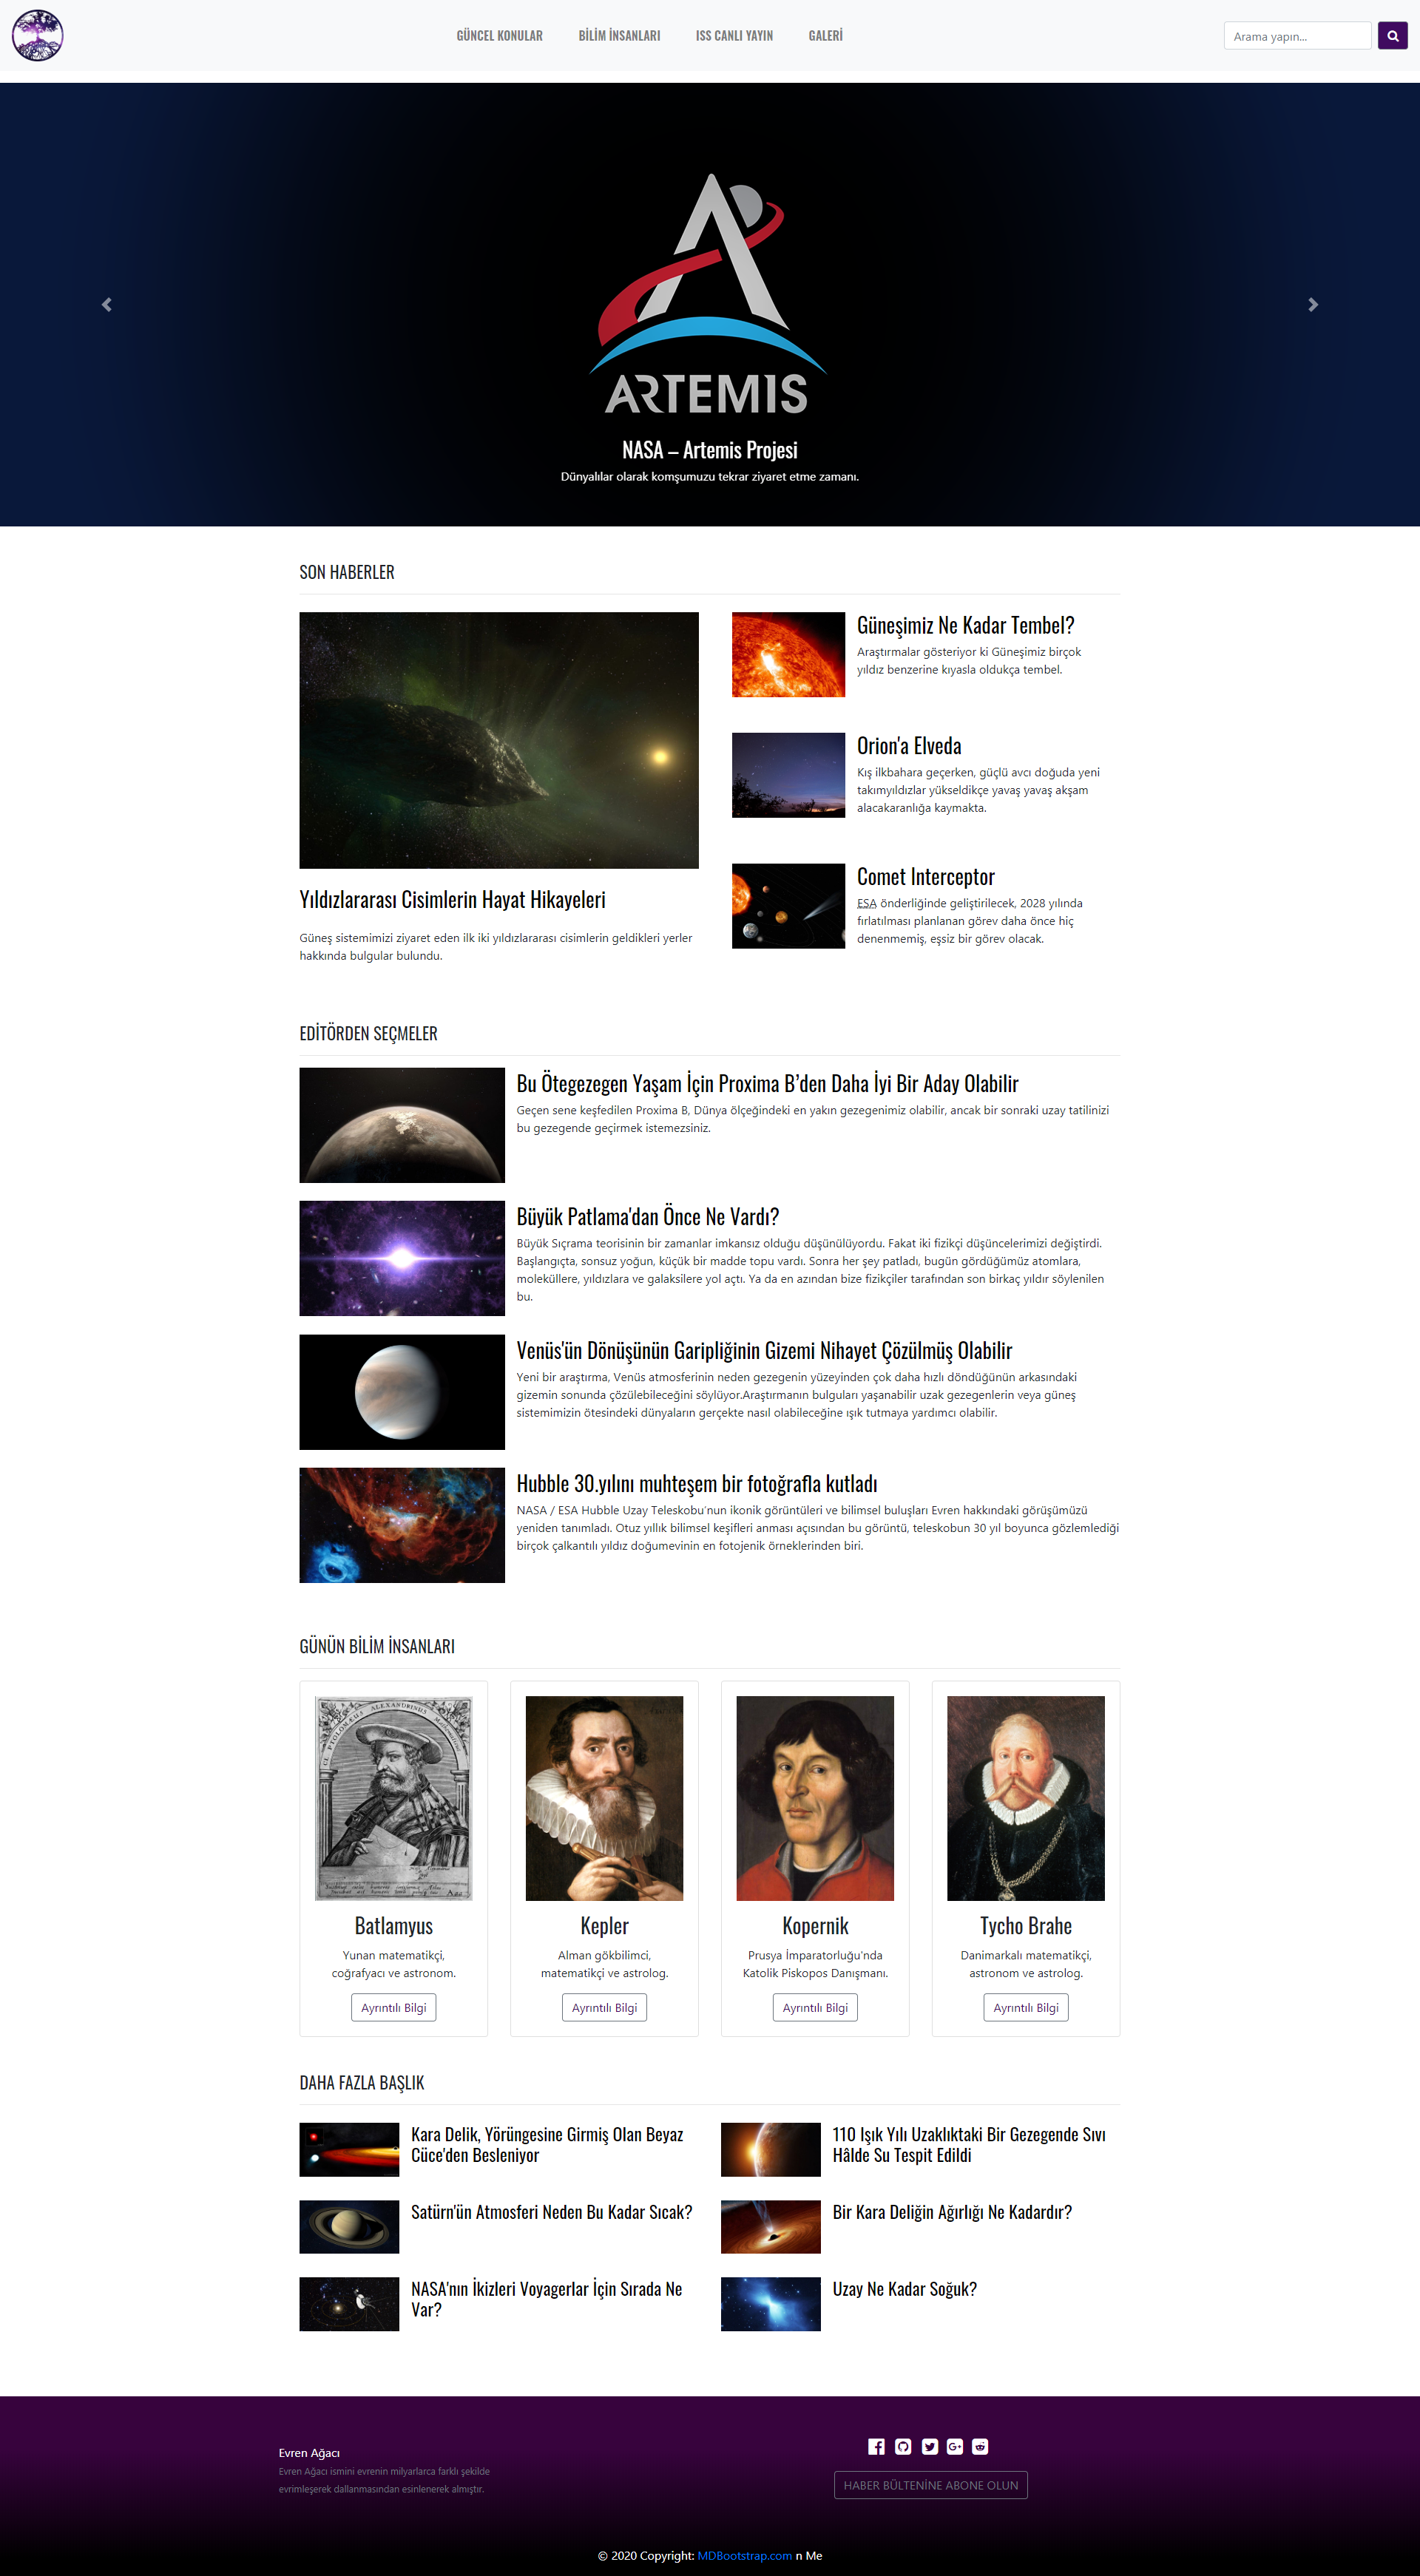 GÜNCEL KONULAR
BİLİM İNSANLARI
ISS CANLI YAYIN
GALERİ
Arama yapın...
ARTEMIS
NASA – Artemis Projesi
Dünyalılar olarak komşumuzu tekrar ziyaret etme zamanı.
SON HABERLER
Yıldızlararası Cisimlerin Hayat Hikayeleri
Güneş sistemimizi ziyaret eden ilk iki yıldızlararası cisimlerin geldikleri yerler
hakkında bulgular bulundu.
Güneşimiz Ne Kadar Tembel?
Araştırmalar gösteriyor ki Güneşimiz birçok
yıldız benzerine kıyasla oldukça tembel.
Orion'a Elveda
Kış ilkbahara geçerken, güçlü avcı doğuda yeni
takımyıldızlar yükseldikçe yavaş yavaş akşam
alacakaranlığa kaymakta.
Comet Interceptor
ESA önderliğinde geliştirilecek, 2028 yılında
fırlatılması planlanan görev daha önce hiç
denenmemiş, eşsiz bir görev olacak.
EDİTÖRDEN SEÇMELER
Bu Ötegezegen Yaşam İçin Proxima B’den Daha İyi Bir Aday Olabilir
Geçen sene keşfedilen Proxima B, Dünya ölçeğindeki en yakın gezegenimiz olabilir, ancak bir sonraki uzay tatilinizi
bu gezegende geçirmek istemezsiniz.
Büyük Patlama'dan Önce Ne Vardı?
Büyük Sıçrama teorisinin bir zamanlar imkansız olduğu düşünülüyordu. Fakat iki fizikçi düşüncelerimizi değiştirdi.
Başlangıçta, sonsuz yoğun, küçük bir madde topu vardı. Sonra her şey patladı, bugün gördüğümüz atomlara,
moleküllere, yıldızlara ve galaksilere yol açtı. Ya da en azından bize fizikçiler tarafından son birkaç yıldır söylenilen
bu.
Venüs'ün Dönüşünün Garipliğinin Gizemi Nihayet Çözülmüş Olabilir
Yeni bir araştırma, Venüs atmosferinin neden gezegenin yüzeyinden çok daha hızlı döndüğünün arkasındaki
gizemin sonunda çözülebileceğini söylüyor.Araştırmanın bulguları yaşanabilir uzak gezegenlerin veya güneş
sistemimizin ötesindeki dünyaların gerçekte nasıl olabileceğine ışık tutmaya yardımcı olabilir.
Hubble 30.yılını muhteşem bir fotoğrafla kutladı
NASA / ESA Hubble Uzay Teleskobu´nun ikonik görüntüleri ve bilimsel buluşları Evren hakkındaki görüşümüzü
yeniden tanımladı. Otuz yıllık bilimsel keşifleri anması açısından bu görüntü, teleskobun 30 yıl boyunca gözlemlediği
birçok çalkantılı yıldız doğumevinin en fotojenik örneklerinden biri.
GÜNÜN BİLİM İNSANLARI
Batlamyus
Yunan matematikçi,
coğrafyacı ve astronom.
Ayrıntılı Bilgi
Kepler
Alman gökbilimci,
matematikçi ve astrolog.
Ayrıntılı Bilgi
Kopernik
Prusya İmparatorluğu'nda
Katolik Piskopos Danışmanı.
Ayrıntılı Bilgi
Tycho Brahe
Danimarkalı matematikçi,
astronom ve astrolog.
Ayrıntılı Bilgi
DAHA FAZLA BAŞLIK
Kara Delik, Yörüngesine Girmiş Olan Beyaz
Cüce'den Besleniyor
110 Işık Yılı Uzaklıktaki Bir Gezegende Sıvı
Hâlde Su Tespit Edildi
Satürn'ün Atmosferi Neden Bu Kadar Sıcak?
Bir Kara Deliğin Ağırlığı Ne Kadardır?
NASA'nın İkizleri Voyagerlar İçin Sırada Ne
Var?
Uzay Ne Kadar Soğuk?
Evren Ağacı
Evren Ağacı ismini evrenin milyarlarca farklı şekilde
evrimleşerek dallanmasından esinlenerek almıştır.
HABER BÜLTENİNE ABONE OLUN
© 2020 Copyright: MDBootstrap.com n Me